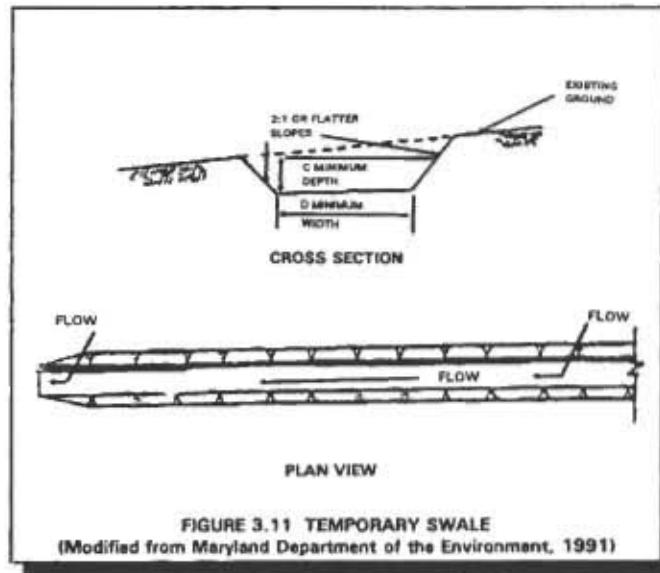 EXISTING
GROUND
2:1 OR FLATTER
SLOPES
C MINIMUM
DEPTH
D MINIMUM
WIDTH
CROSS SECTION
FLOW
FLOW
FLOW
PLAN VIEW
FIGURE 3.11 TEMPORARY SWALE
(Modified from Maryland Department of the Environment, 1991)